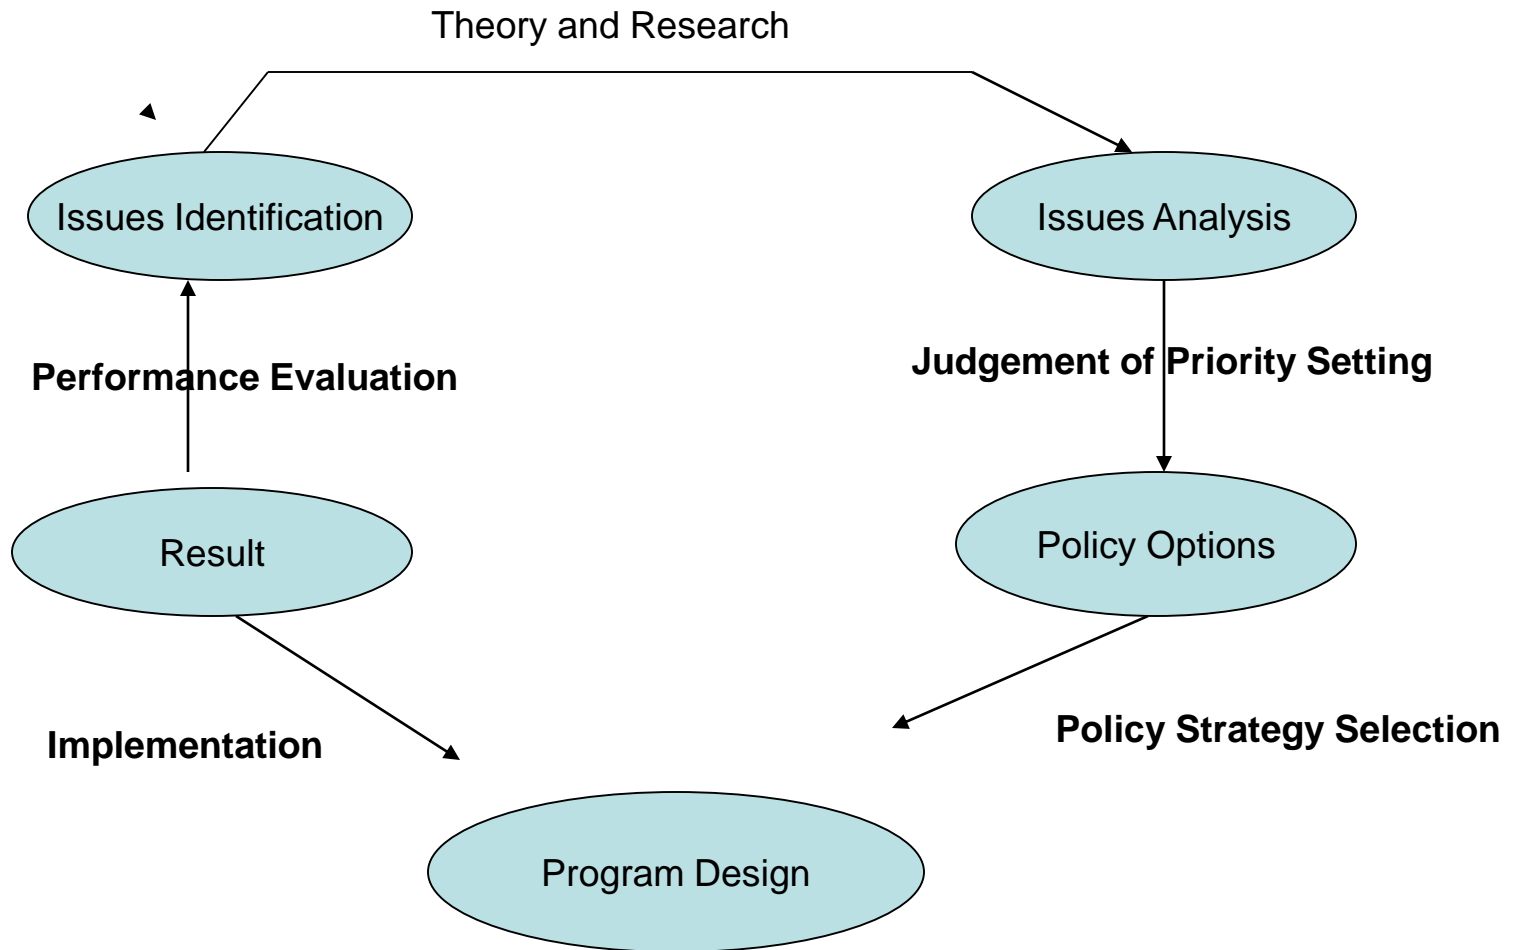 Theory and Research
Issues Identification
Issues Analysis
Performance Evaluation
Judgement of Priority Setting
Result
Policy Options
Implementation
Policy Strategy Selection
Program Design